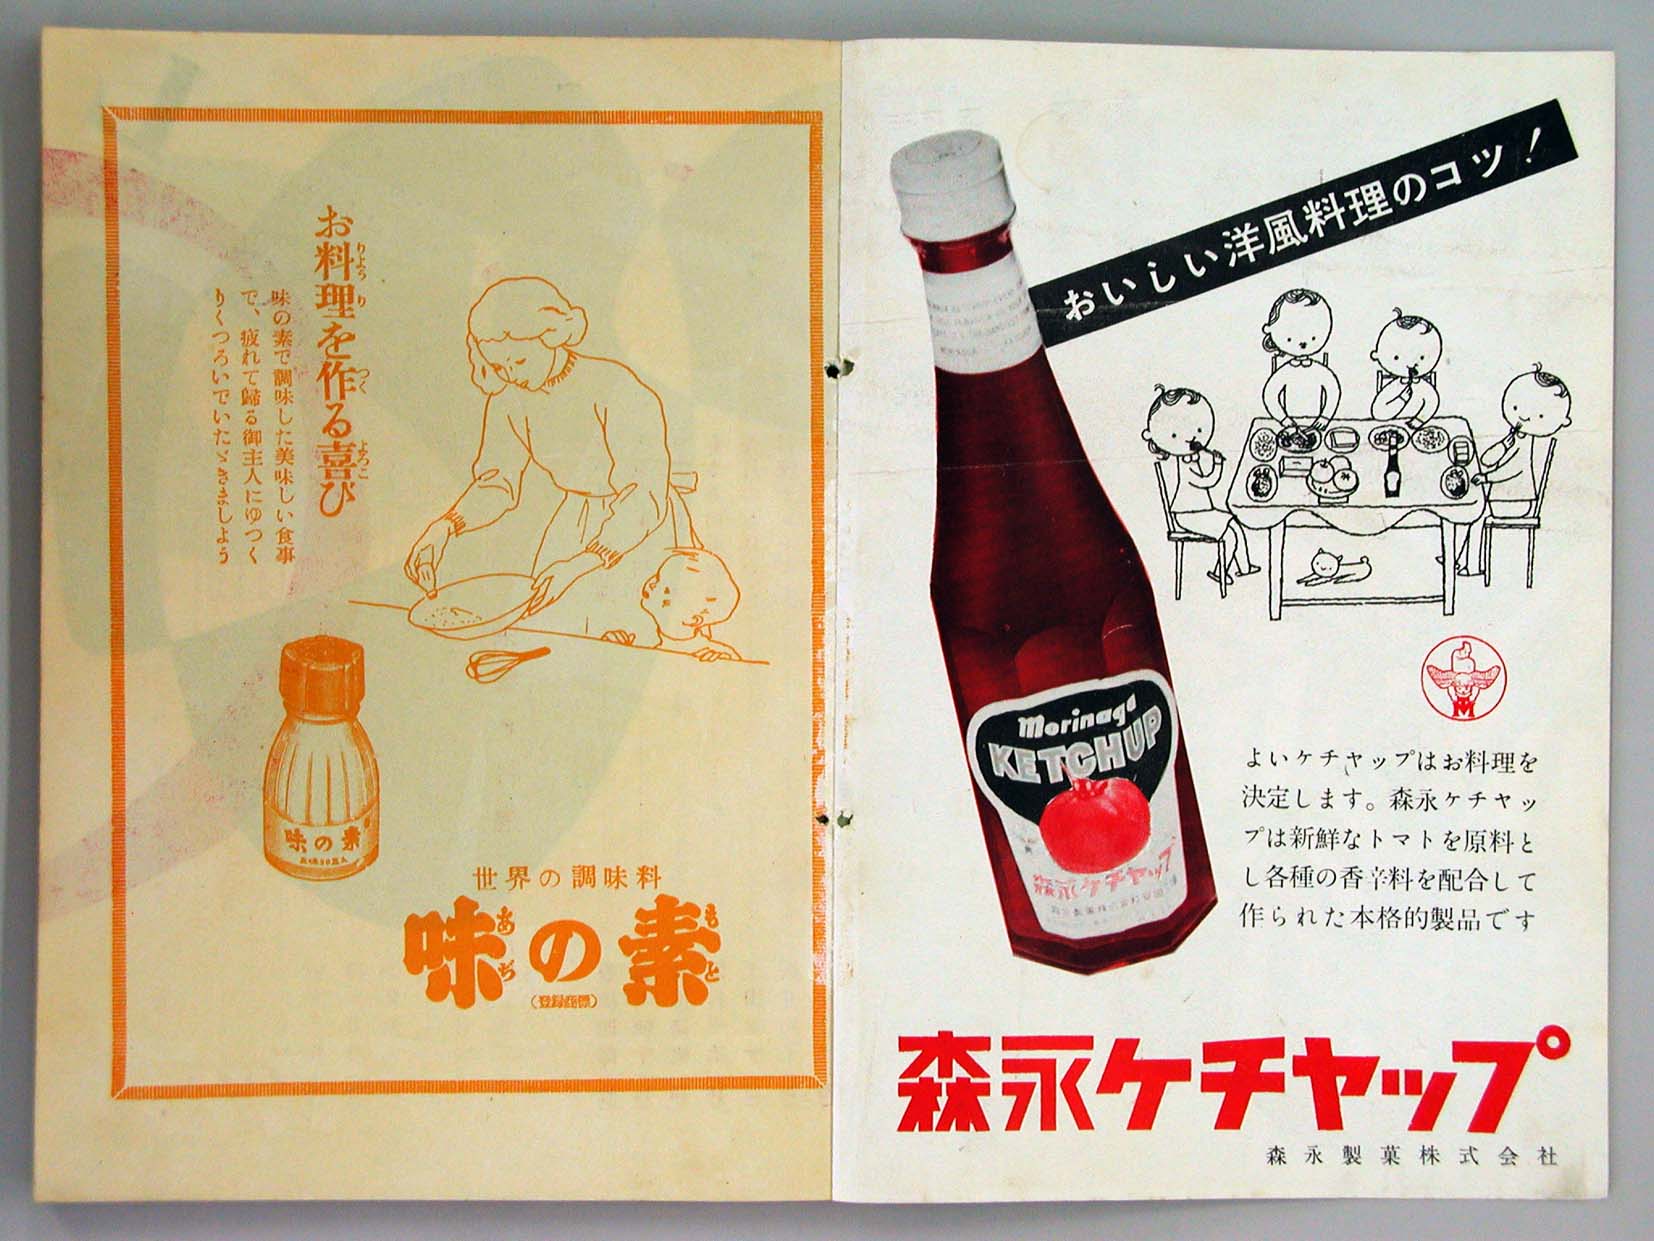 お料理を作る喜び
味の素で調味した美味しい食事
で、疲れて歸る御主人にゆつく
りくつろいでいたゞきましよう
味の素
世界の調味料
味の素
(登録商標)
おいしい洋風料理のコツ!
Morinaga
KETCHUP
森永ケチャップ
M
よいケチャップはお料理を
決定します。森永ケチャッ
プは新鮮なトマトを原料と
し各種の香辛料を配合して
作られた本格的製品です
森永ケチャップ
森永製菓株式会社